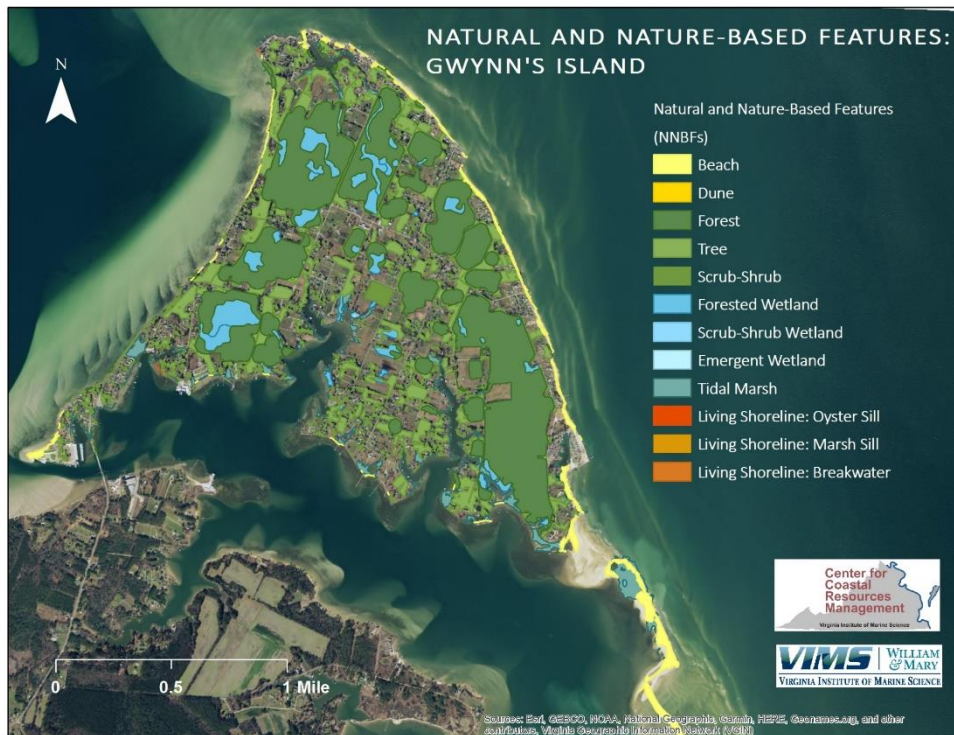 NATURAL AND NATURE-BASED FEATURES:
GWYNN'S ISLAND
N
Natural and Nature-Based Features
(NNBFs)
Beach
Dune
Forest
Tree
Scrub-Shrub
Forested Wetland
Scrub-Shrub Wetland
Emergent Wetland
Tidal Marsh
Living Shoreline: Oyster Sill
Living Shoreline: Marsh Sill
Living Shoreline: Breakwater
Center for
Coastal
Resources
Management
Virginia Institute of Marine Science
VIMS | WILLIAM
& MARY
VIRGINIA INSTITUTE OF MARINE SCIENCE
0 0.5 1 Mile
Sources: Esri, GEBCO, NOAA, National Geographic, Garmin, HERE, Geonames.org, and other
contributors, Virginia Geographic Information Network (VGIN)